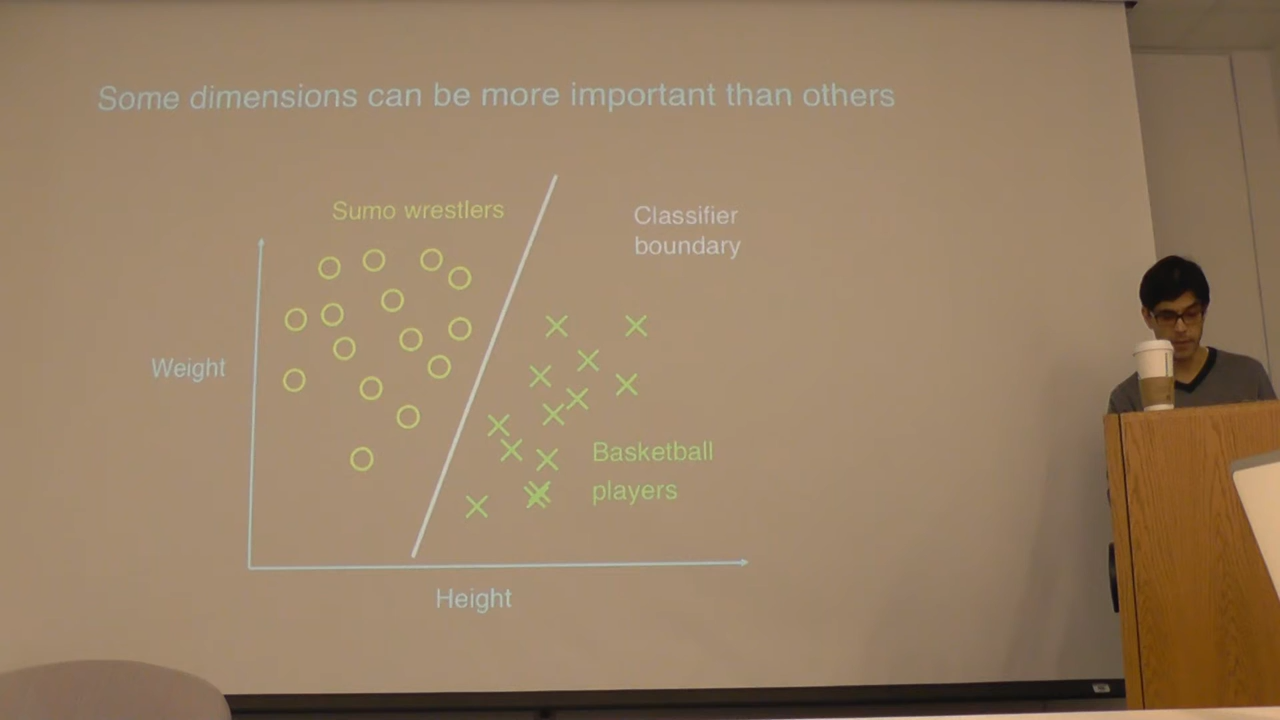 Some dimensions can be more important than others
Sumo wrestlers
Classifier
boundary
Weight
Basketball
players
Height